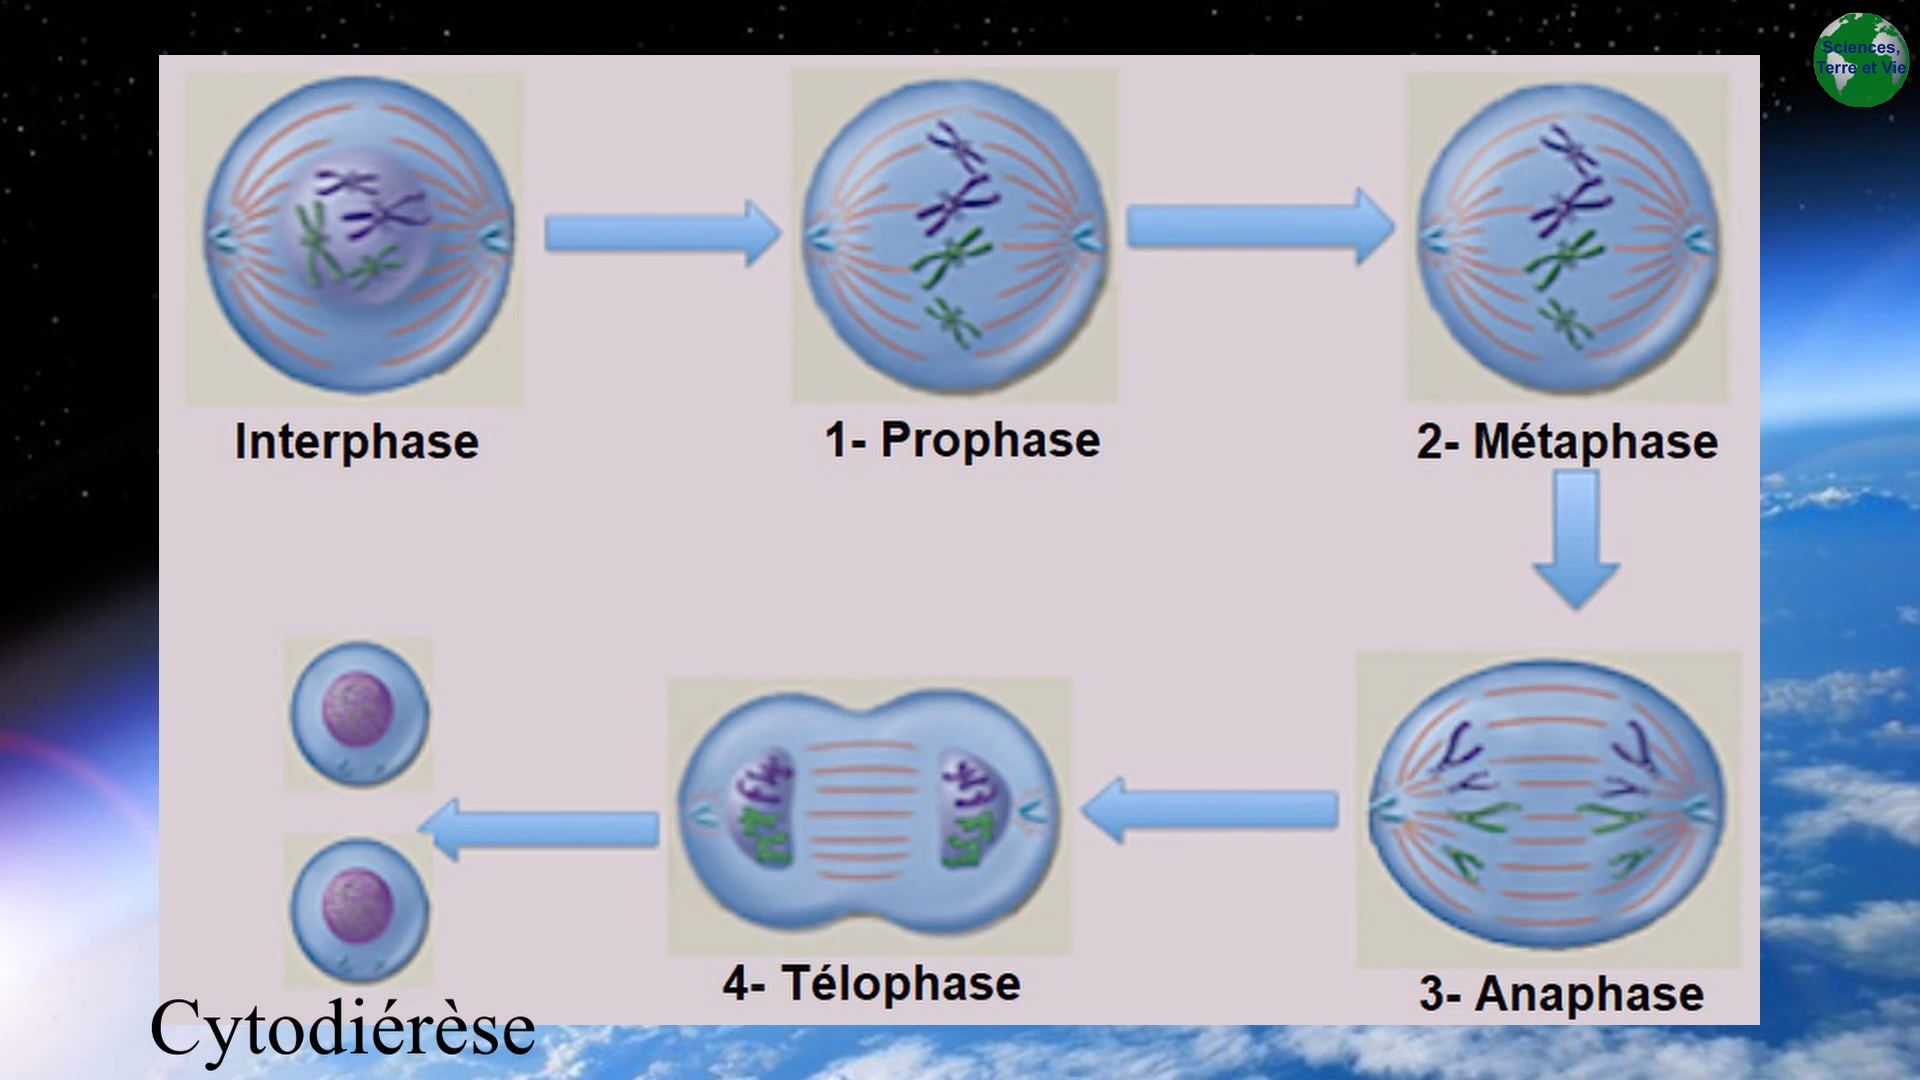 Sciences,
Terre et Vie
Interphase
1- Prophase
2- Métaphase
4- Télophase
3- Anaphase
Cytodiérèse